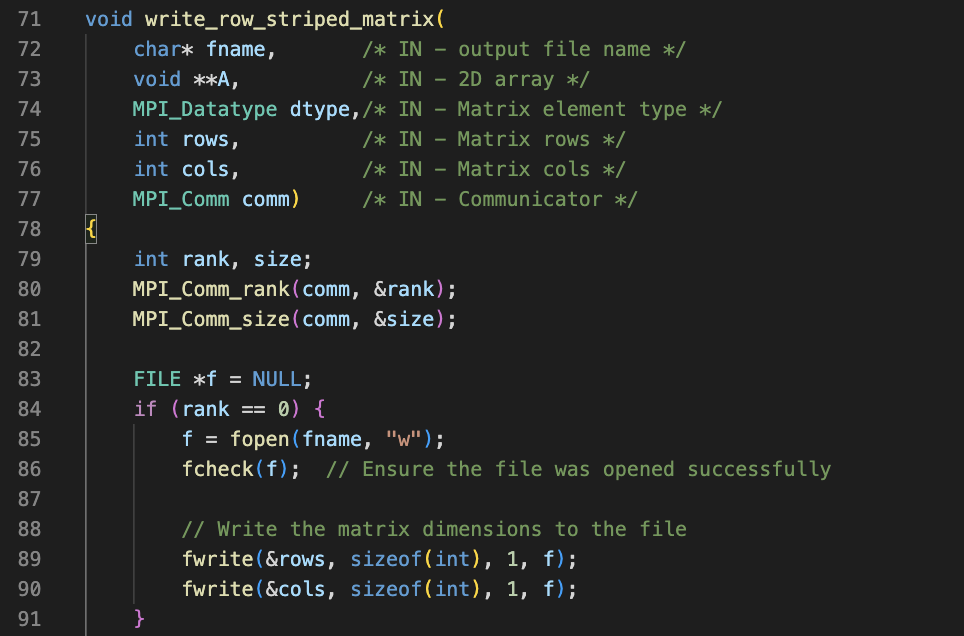 71 void write_row_striped_matrix(
72 char* fname, /* IN - output file name */
73 void **A, /* IN - 2D array */
74 MPI_Datatype dtype,/* IN - Matrix element type */
75 int rows, /* IN - Matrix rows */
76 int cols, /* IN - Matrix cols */
77 MPI_Comm comm) /* IN - Communicator */
78 {
79 int rank, size;
80 MPI_Comm_rank(comm, &rank);
81 MPI_Comm_size(comm, &size);
82
83 FILE *f = NULL;
84 if (rank == 0) {
85 f = fopen(fname, "w");
86 fcheck(f); // Ensure the file was opened successfully
87
88 // Write the matrix dimensions to the file
89 fwrite(&rows, sizeof(int), 1, f);
90 fwrite(&cols, sizeof(int), 1, f);
91 }